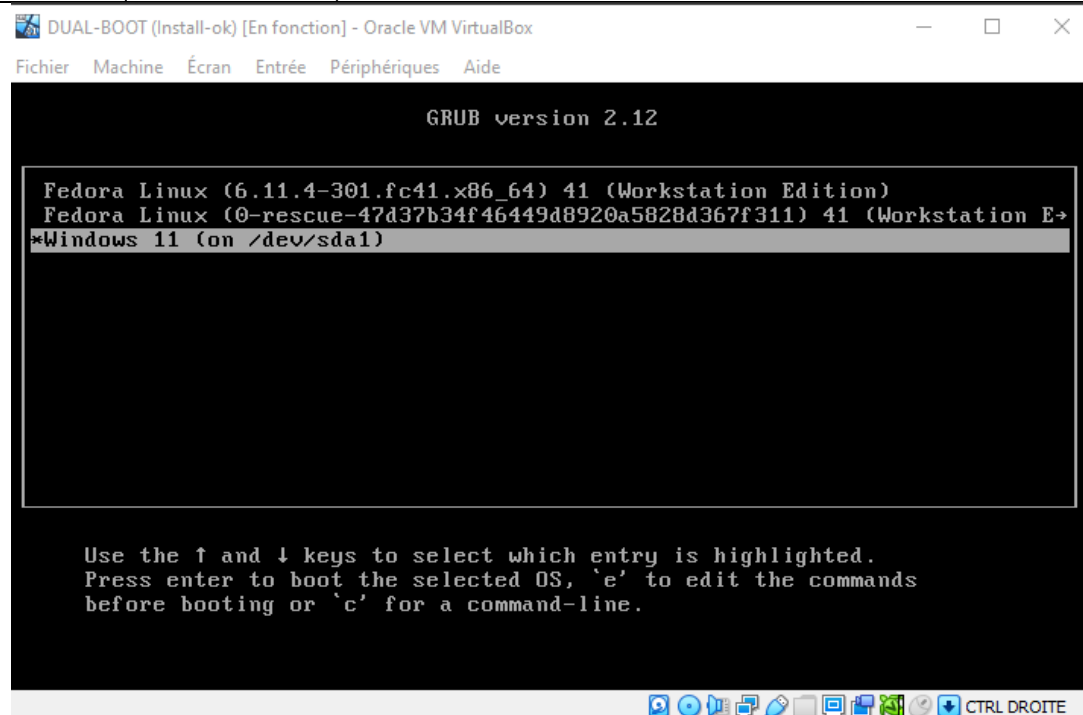 DUAL-BOOT (Install-ok) [En fonction] - Oracle VM VirtualBox
Fichier Machine Écran Entrée Périphériques Aide
GRUB version 2.12
Fedora Linux (6.11.4-301.fc41.x86_64) 41 (Workstation Edition)
Fedora Linux (0-rescue-47d37b34f46449d8920a5828d367f311) 41 (Workstation E→
*Windows 11 (on /dev/sda1)
Use the ↑ and ↓ keys to select which entry is highlighted.
Press enter to boot the selected OS, `e' to edit the commands
before booting or `c' for a command-line.
CTRL DROITE